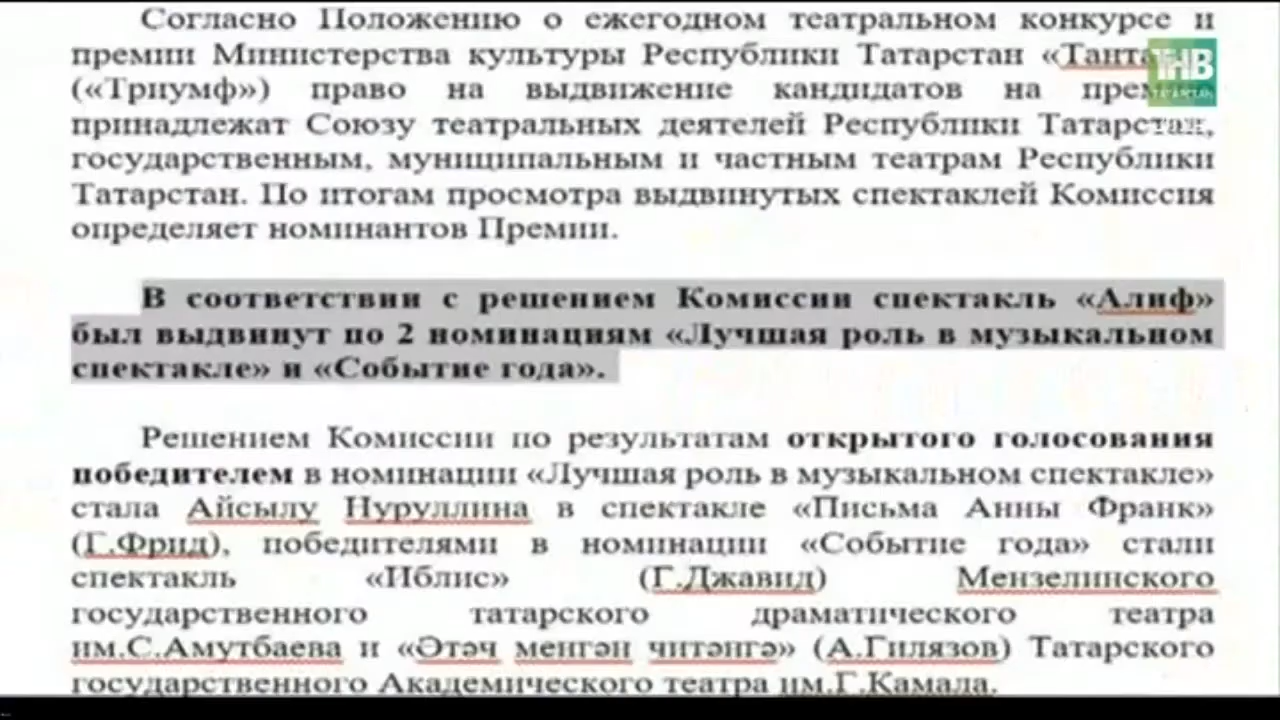 Согласно Положению о ежегодном театральном конкурсе и
премии Министерства культуры Республики Татарстан
(«Триумф») право на выдвижение кандидатов на
принадлежат Союзу театральных деятелей Республики
государственным, муниципальным и частным театрам Республики
Татарстан. По итогам просмотра выдвинутых спектаклей Комиссия
определяет номинантов Премии.
В соответствии с решением Комиссии спектакль «Алиф»
был выдвинут по 2 номинациям «Лучшая роль в музыкальном
спектакле» и «Событие года».
Решением Комиссии по результатам открытого голосования
победителем в номинации «Лучшая роль в музыкальном спектакле»
стала Айсылу Нуруллина в спектакле «Письма Анны Франк»
(Г.Фрид), победителями в номинации «Событие года» стали
спектакль «Иблис» (Г.Джавид) Мензелинского
государственного татарского драматического театра
им.С.Амутбаева и «Әтәч менгән читәнгә» (А.Гилязов) Татарского
государственного Академического театра им.Г.Камала.
ТНВ
ТАТАРСТАН